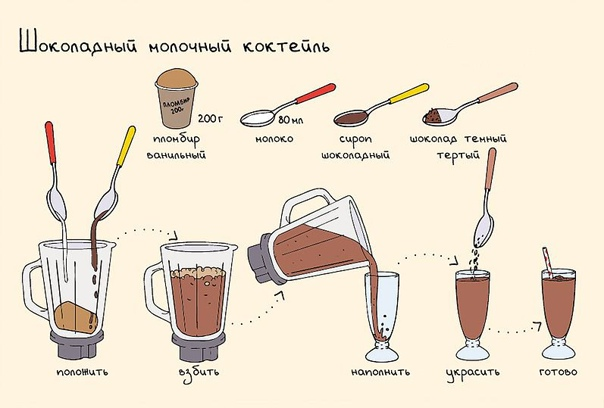 Шоколадный молочный коктейль
пломбир
200г
200 г
80 мл
пломбир
ванильный
молоко
сироп
шоколадный
шоколад темный
тертый
положить
взбить
наполнить
украсить
готово